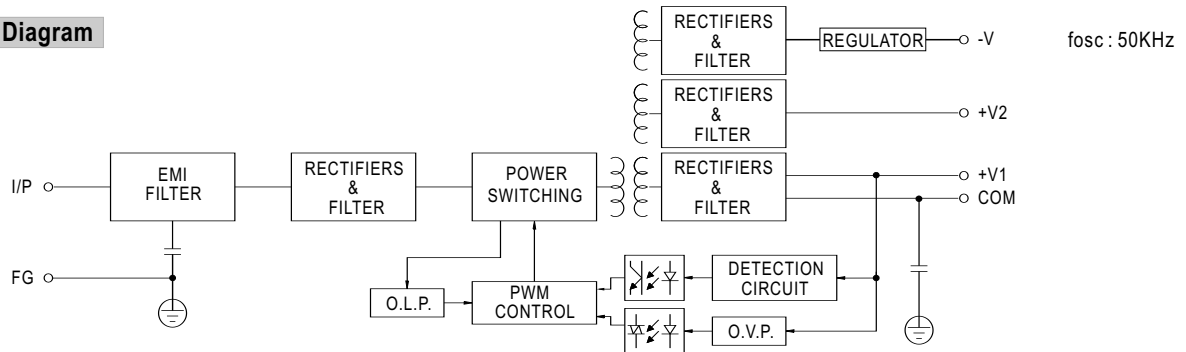 Diagram
RECTIFIERS
&
FILTER
REGULATOR
-V
fosc : 50KHz
RECTIFIERS
&
FILTER
+V2
I/P
EMI
FILTER
RECTIFIERS
&
FILTER
POWER
SWITCHING
RECTIFIERS
&
FILTER
+V1
COM
FG
O.L.P.
PWM
CONTROL
DETECTION
CIRCUIT
O.V.P.